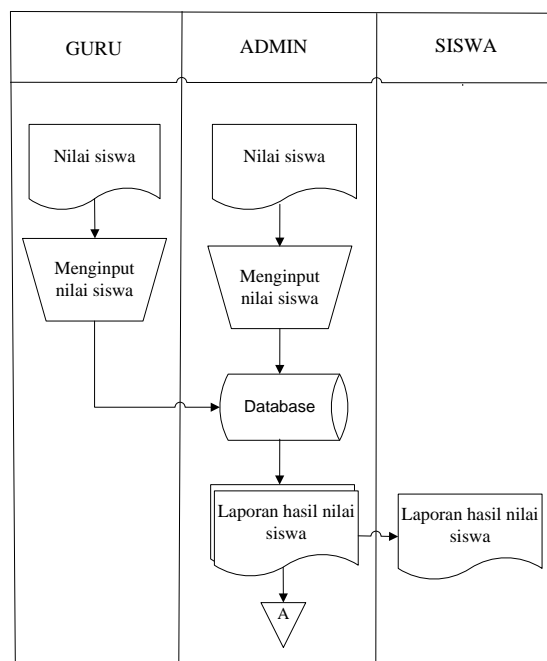 GURU
ADMIN
SISWA
Nilai siswa
Nilai siswa
Menginput
nilai siswa
Menginput
nilai siswa
Database
Laporan hasil nilai
siswa
Laporan hasil nilai
siswa
A